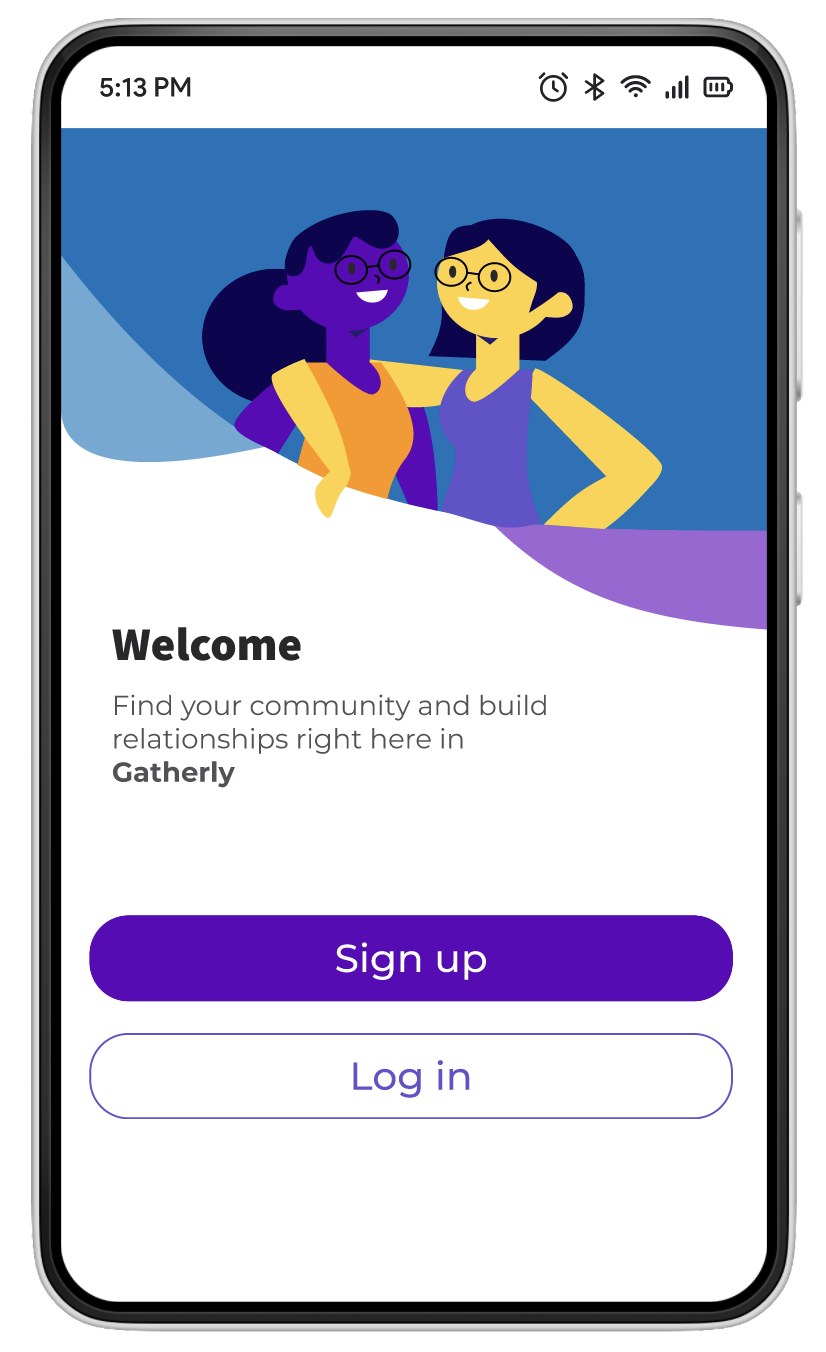 5:13 PM
Welcome
Find your community and build
relationships right here in
Gatherly
Sign up
Log in